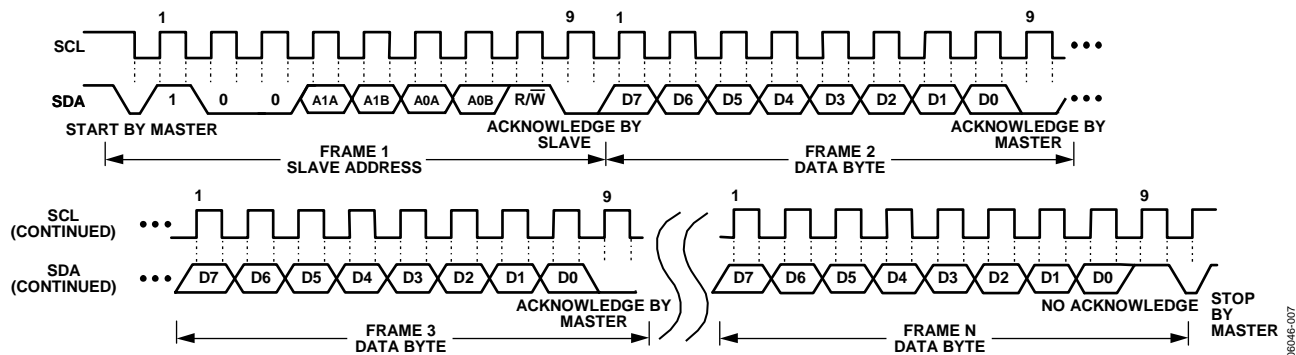 1 9 1 9
SCL
SDA 1 0 0 A1A A1B A0A A0B R/W̅ D7 D6 D5 D4 D3 D2 D1 D0
START BY MASTER
ACKNOWLEDGE BY
SLAVE
ACKNOWLEDGE BY
MASTER
FRAME 1
SLAVE ADDRESS
FRAME 2
DATA BYTE
1 9 1 9
SCL
(CONTINUED)
SDA
(CONTINUED)
D7 D6 D5 D4 D3 D2 D1 D0
D7 D6 D5 D4 D3 D2 D1 D0
ACKNOWLEDGE BY
MASTER
NO ACKNOWLEDGE
STOP
BY
MASTER
FRAME 3
DATA BYTE
FRAME N
DATA BYTE
06046-007